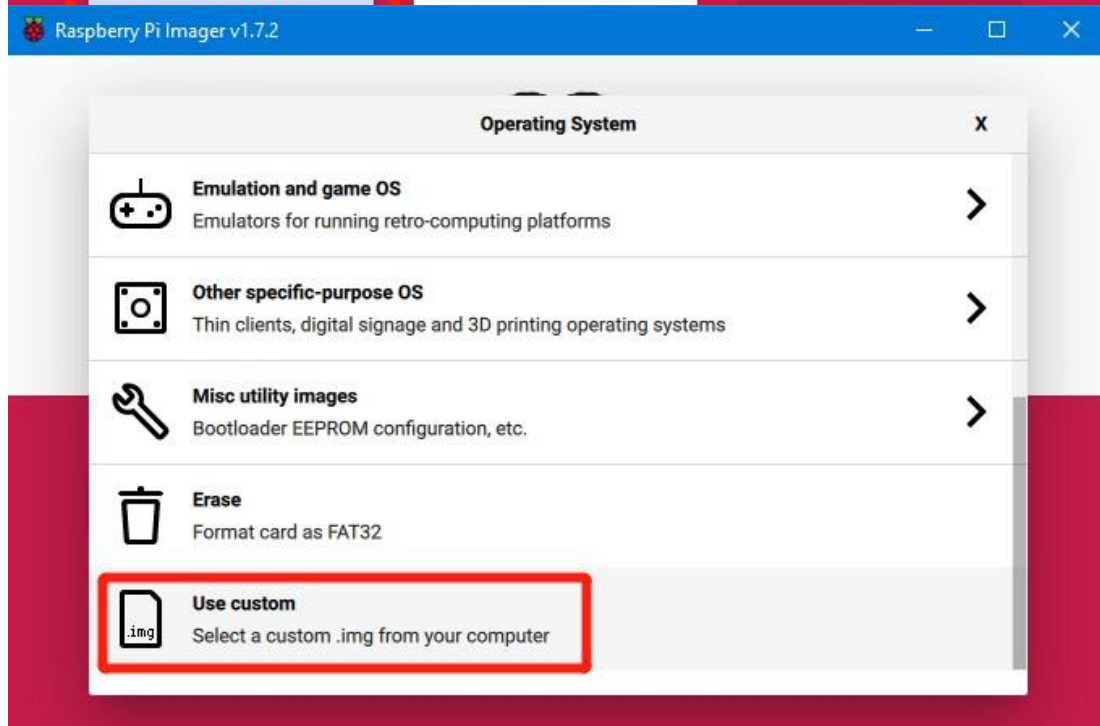 Raspberry Pi Imager v1.7.2
Operating System
X
Emulation and game OS
Emulators for running retro-computing platforms
Other specific-purpose OS
Thin clients, digital signage and 3D printing operating systems
Misc utility images
Bootloader EEPROM configuration, etc.
Erase
Format card as FAT32
.img
Use custom
Select a custom .img from your computer